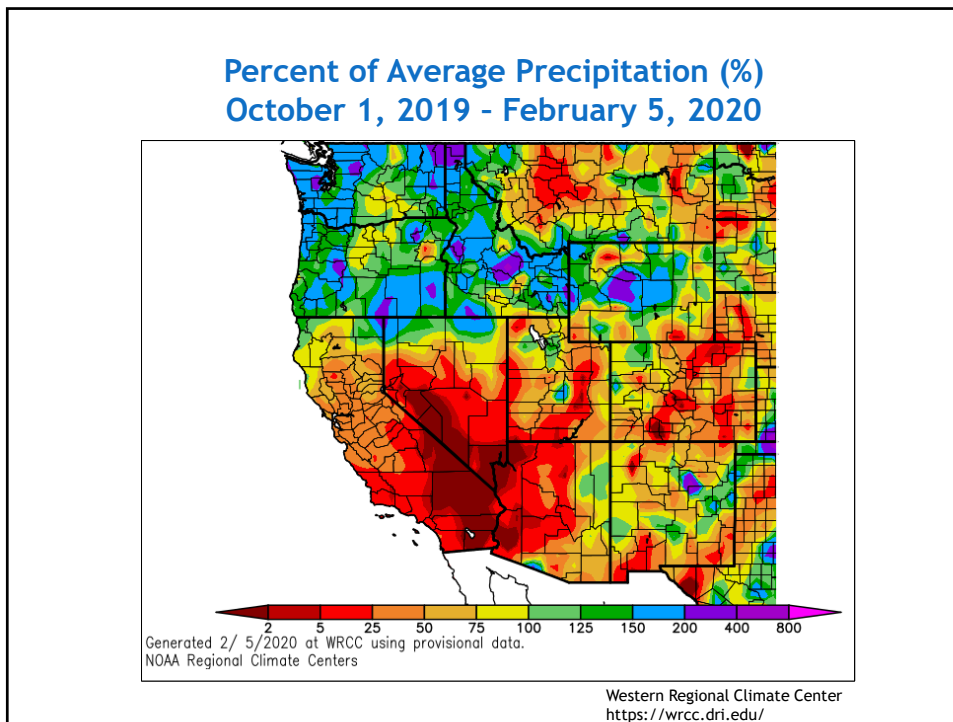 Percent of Average Precipitation (%)
October 1, 2019 – February 5, 2020
2 5 25 50 75 100 125 150 200 400 800
Generated 2/ 5/2020 at WRCC using provisional data.
NOAA Regional Climate Centers
Western Regional Climate Center
https://wrcc.dri.edu/